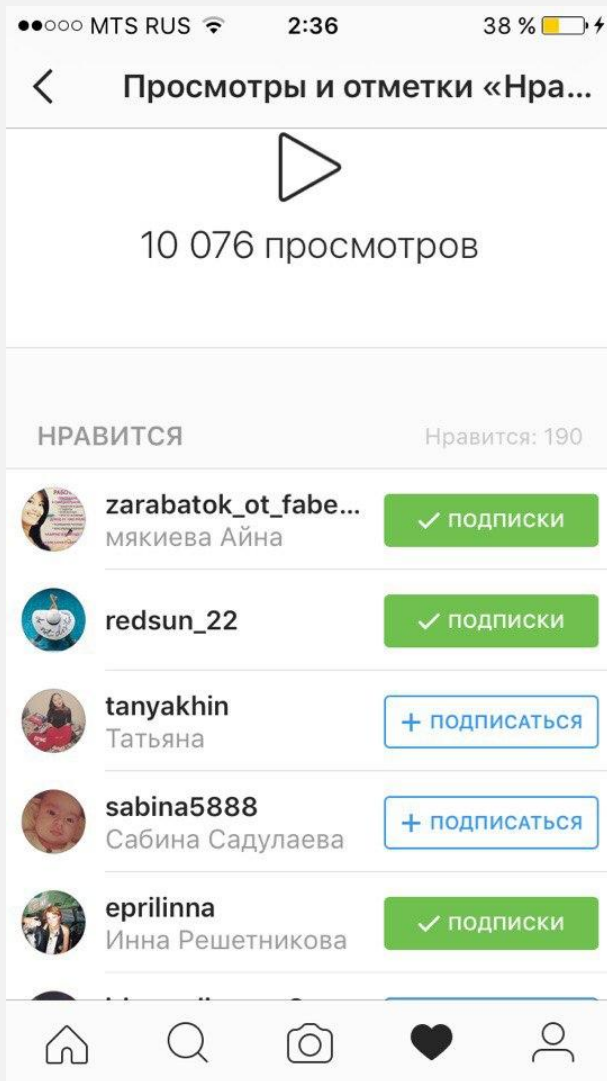 MTS RUS 2:36 38 %
Просмотры и отметки «Нра...
10 076 просмотров
НРАВИТСЯ Нравится: 190
zarabatok_ot_fabe...
мякиева Айна
ПОДПИСКИ
redsun_22
ПОДПИСКИ
tanyakhin
Татьяна
+ ПОДПИСАТЬСЯ
sabina5888
Сабина Садулаева
+ ПОДПИСАТЬСЯ
eprilinna
Инна Решетникова
ПОДПИСКИ